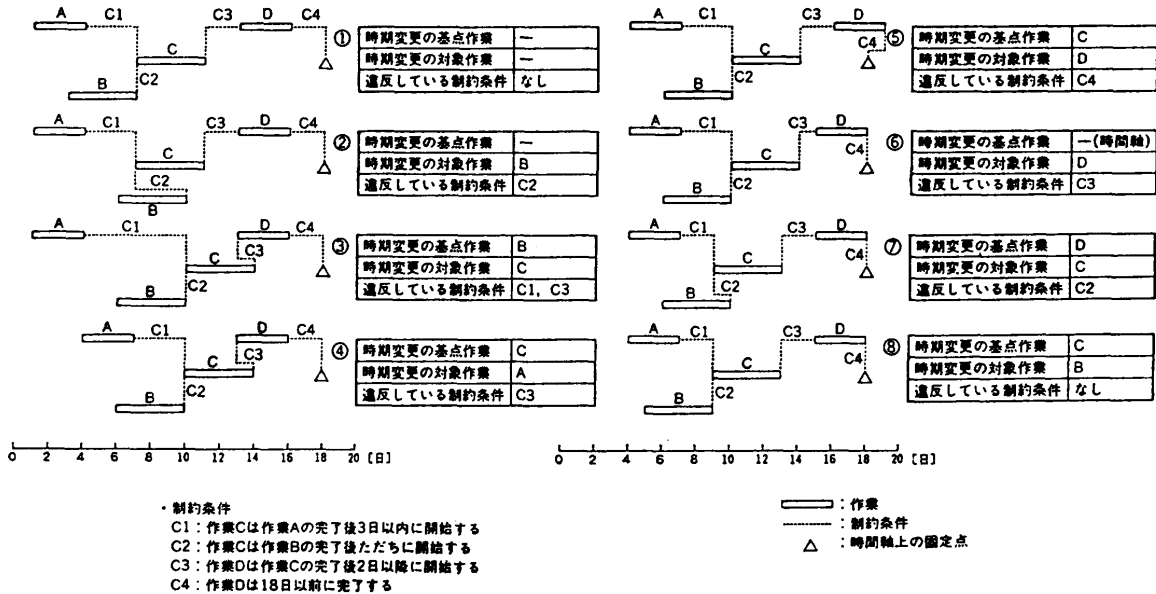 A C1 C3 D C4
① 時期変更の基点作業 ー
時期変更の対象作業 ー
違反している制約条件 なし
C
C2
B
A C1 C3 D C4
② 時期変更の基点作業 ー
時期変更の対象作業 B
違反している制約条件 C2
C
C2
B
A C1 D C4
③ 時期変更の基点作業 B
時期変更の対象作業 C
違反している制約条件 C1, C3
C3
C
C2
B
A C1 D C4
④ 時期変更の基点作業 C
時期変更の対象作業 A
違反している制約条件 C3
C3
C
C2
B
0 2 4 6 8 10 12 14 16 18 20 [日]
A C1 C3 D
⑤ 時期変更の基点作業 C
時期変更の対象作業 D
違反している制約条件 C4
C4
C
C2
B
A C1 C3 D
⑥ 時期変更の基点作業 ー(時間軸)
時期変更の対象作業 D
違反している制約条件 C3
C4
C
C2
B
A C1 C3 D
⑦ 時期変更の基点作業 D
時期変更の対象作業 C
違反している制約条件 C2
C4
C
C2
B
A C1 C3 D
⑧ 時期変更の基点作業 C
時期変更の対象作業 B
違反している制約条件 なし
C4
C
C2
B
0 2 4 6 8 10 12 14 16 18 20 [日]
・制約条件
C1：作業Cは作業Aの完了後3日以内に開始する
C2：作業Cは作業Bの完了後ただちに開始する
C3：作業Dは作業Cの完了後2日以降に開始する
C4：作業Dは18日以前に完了する
：作業
：制約条件
△：時間軸上の固定点